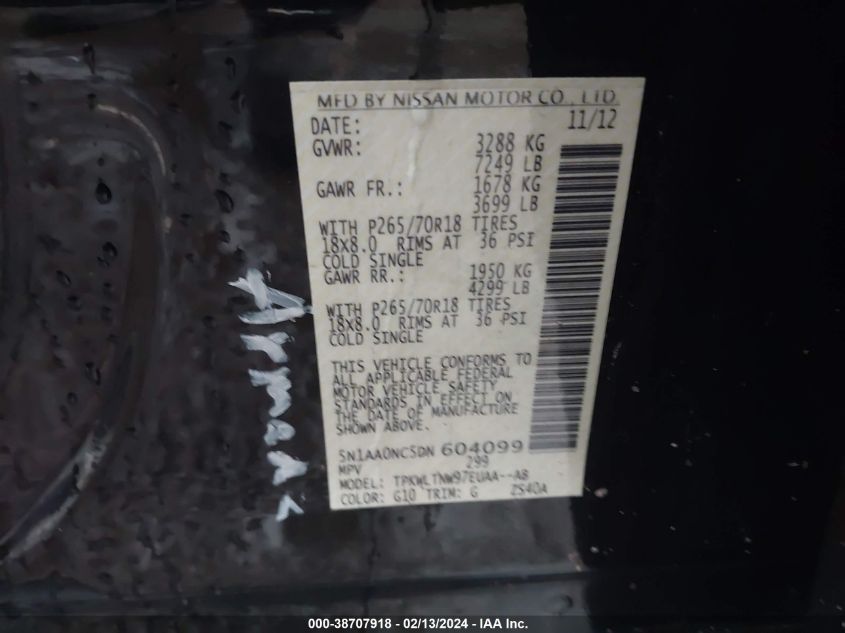 MFD BY NISSAN MOTOR CO., LTD.
DATE: 11/12
GVWR: 3288 KG
7249 LB
GAWR FR.: 1678 KG
3699 LB
WITH P265/70R18 TIRES
18X8.0 RIMS AT 36 PSI
COLD SINGLE
GAWR RR.: 1950 KG
4299 LB
WITH P265/70R18 TIRES
18X8.0 RIMS AT 36 PSI
COLD SINGLE
THIS VEHICLE CONFORMS TO
ALL APPLICABLE FEDERAL
MOTOR VEHICLE SAFETY
STANDARDS IN EFFECT ON
THE DATE OF MANUFACTURE
SHOWN ABOVE.
5N1AA0NC5DN 604099
MPV 299
MODEL: TPKWLTNW97EUAA--AB
COLOR: G10 TRIM: G ZS40A
000-38707918 - 02/13/2024 - IAA Inc.